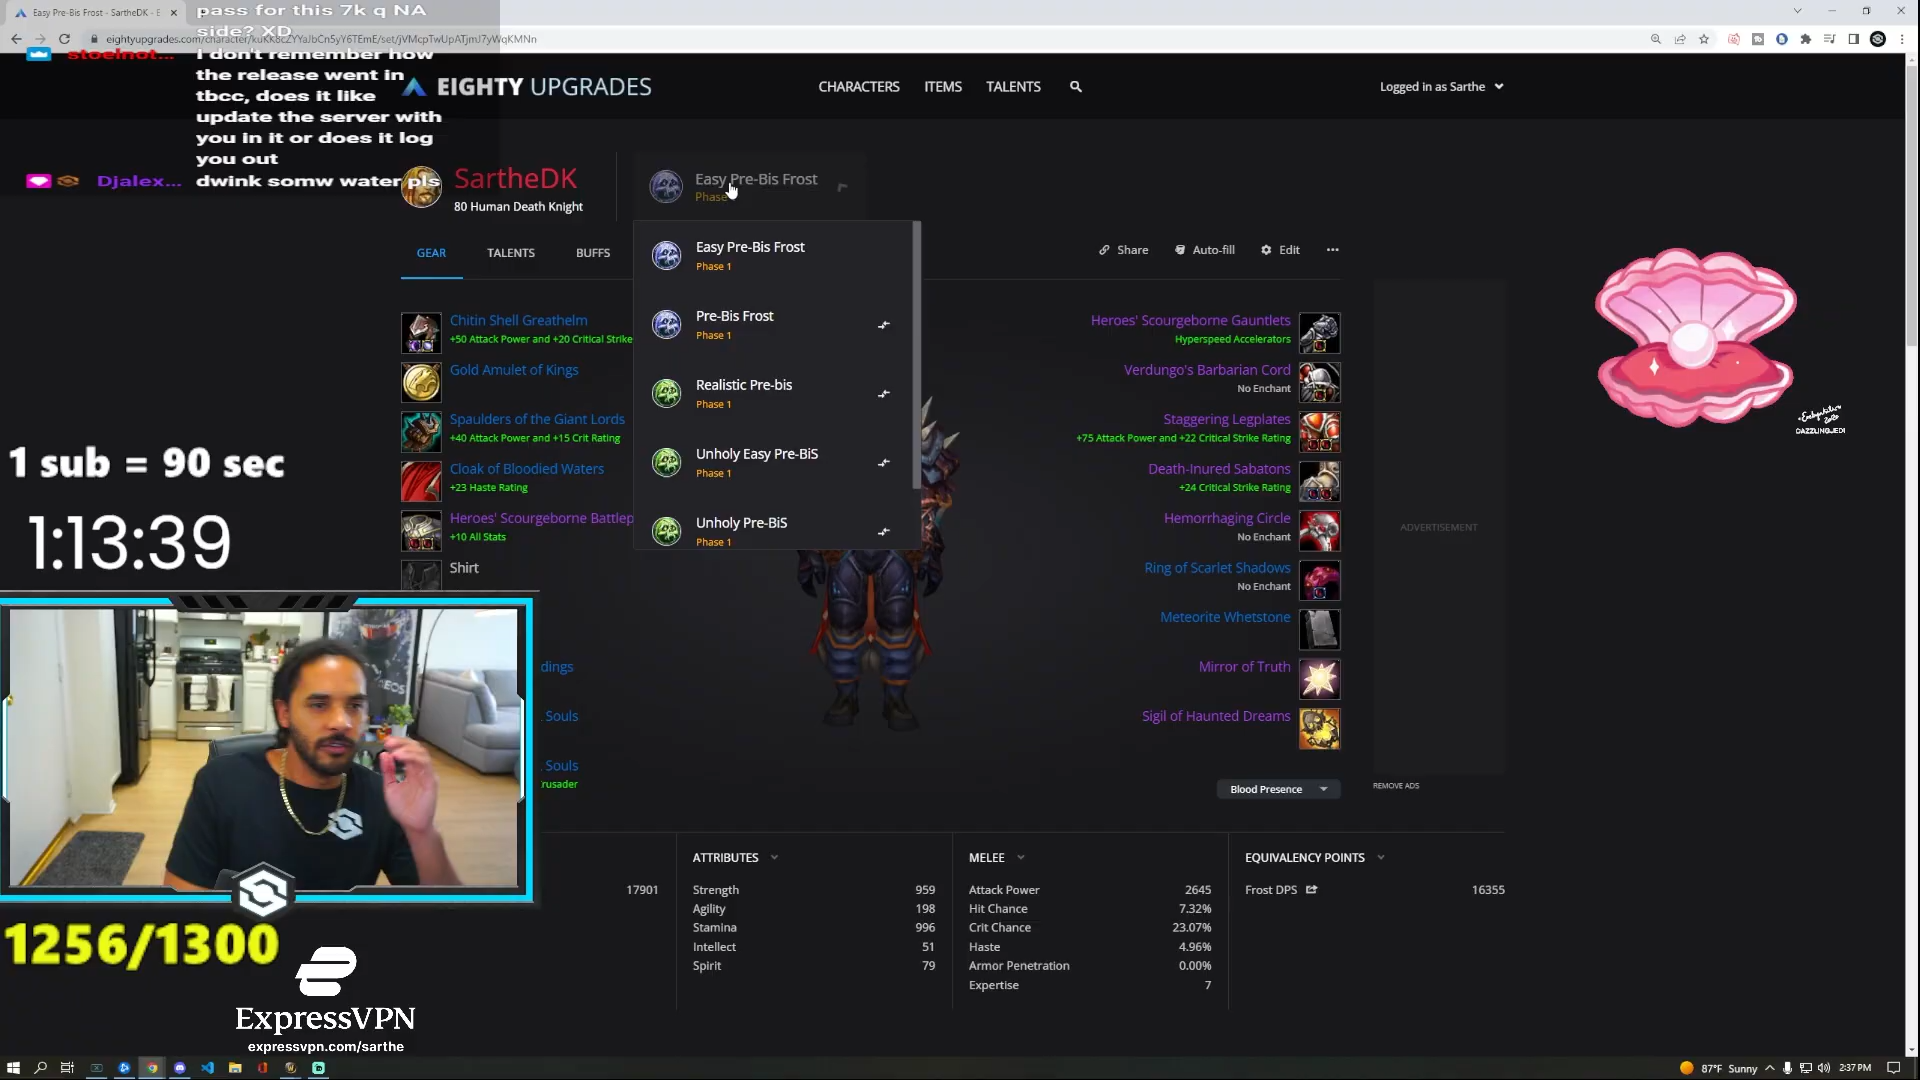 Easy Pre-Bis Frost - SartheDK - E
pass for this 7k q NA
side? XD
eightyupgrades.com/character/kuKK8cZYYaJbCn5yY6TEmE/set/jVMcpTwUpATjmJ7yWqKMNn
stoelnot... I don't remember how
the release went in
tbcc, does it like
update the server with
you in it or does it log
you out
Djalex... dwink somw water pls
EIGHTY UPGRADES
CHARACTERS
ITEMS
TALENTS
Logged in as Sarthe
SartheDK
80 Human Death Knight
Easy Pre-Bis Frost
Phase
GEAR
TALENTS
BUFFS
Share
Auto-fill
Edit
Easy Pre-Bis Frost
Phase 1
Pre-Bis Frost
Phase 1
Realistic Pre-bis
Phase 1
Unholy Easy Pre-BiS
Phase 1
Unholy Pre-BiS
Phase 1
Chitin Shell Greathelm
+50 Attack Power and +20 Critical Strike
Gold Amulet of Kings
Spaulders of the Giant Lords
+40 Attack Power and +15 Crit Rating
Cloak of Bloodied Waters
+23 Haste Rating
Heroes' Scourgeborne Battlep
+10 All Stats
Shirt
dings
Souls
Souls
rusader
Heroes' Scourgeborne Gauntlets
Hyperspeed Accelerators
Verdungo's Barbarian Cord
No Enchant
Staggering Legplates
+75 Attack Power and +22 Critical Strike Rating
Death-Inured Sabatons
+24 Critical Strike Rating
Hemorrhaging Circle
No Enchant
Ring of Scarlet Shadows
No Enchant
Meteorite Whetstone
Mirror of Truth
Sigil of Haunted Dreams
Blood Presence
ADVERTISEMENT
REMOVE ADS
DAZZLINGJEDI
1 sub = 90 sec
1:13:39
17901
ATTRIBUTES
Strength 959
Agility 198
Stamina 996
Intellect 51
Spirit 79
MELEE
Attack Power 2645
Hit Chance 7.32%
Crit Chance 23.07%
Haste 4.96%
Armor Penetration 0.00%
Expertise 7
EQUIVALENCY POINTS
Frost DPS 16355
1256/1300
ExpressVPN
expressvpn.com/sarthe
87°F Sunny
2:37 PM